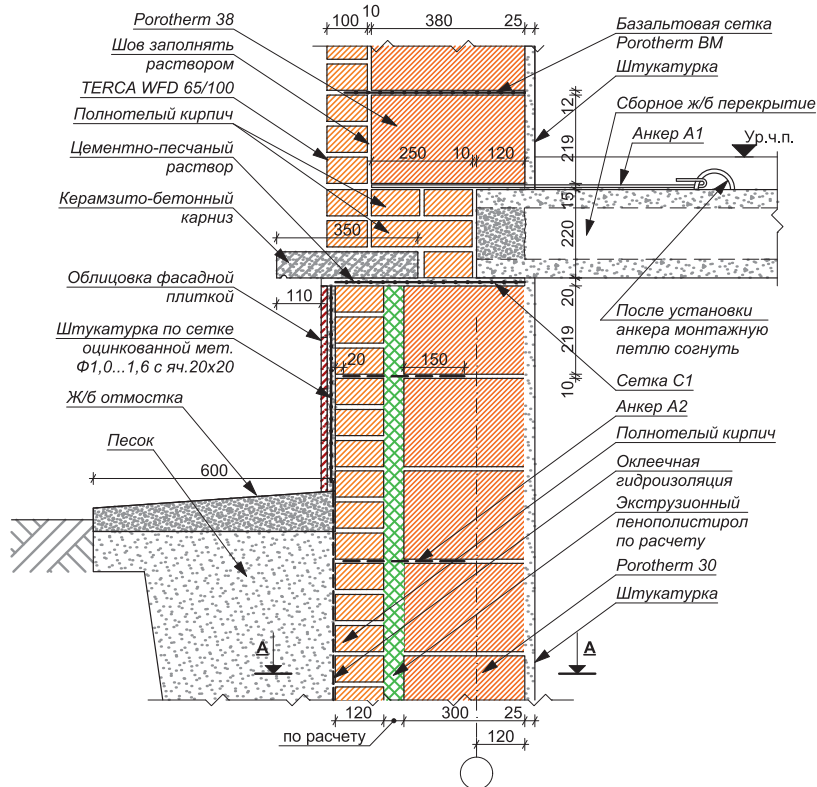 100
10
380
25
Porotherm 38
Шов заполнять
раствором
TERCA WFD 65/100
Полнотелый кирпич
Цементно-песчаный
раствор
Керамзито-бетонный
карниз
350
Облицовка фасадной
плиткой
110
Штукатурка по сетке
оцинкованной мет.
Ф1,0...1,6 с яч.20х20
Ж/б отмостка
Песок
600
Базальтовая сетка
Porotherm BM
Штукатурка
Сборное ж/б перекрытие
Анкер А1
Ур.ч.п.
12
219
15
220
20
219
10
250
10
120
20
150
После установки
анкера монтажную
петлю согнуть
Сетка С1
Анкер А2
Полнотелый кирпич
Оклеечная
гидроизоляция
Экструзионный
пенополистирол
по расчету
Porotherm 30
Штукатурка
А
А
120
по расчету
300
25
120